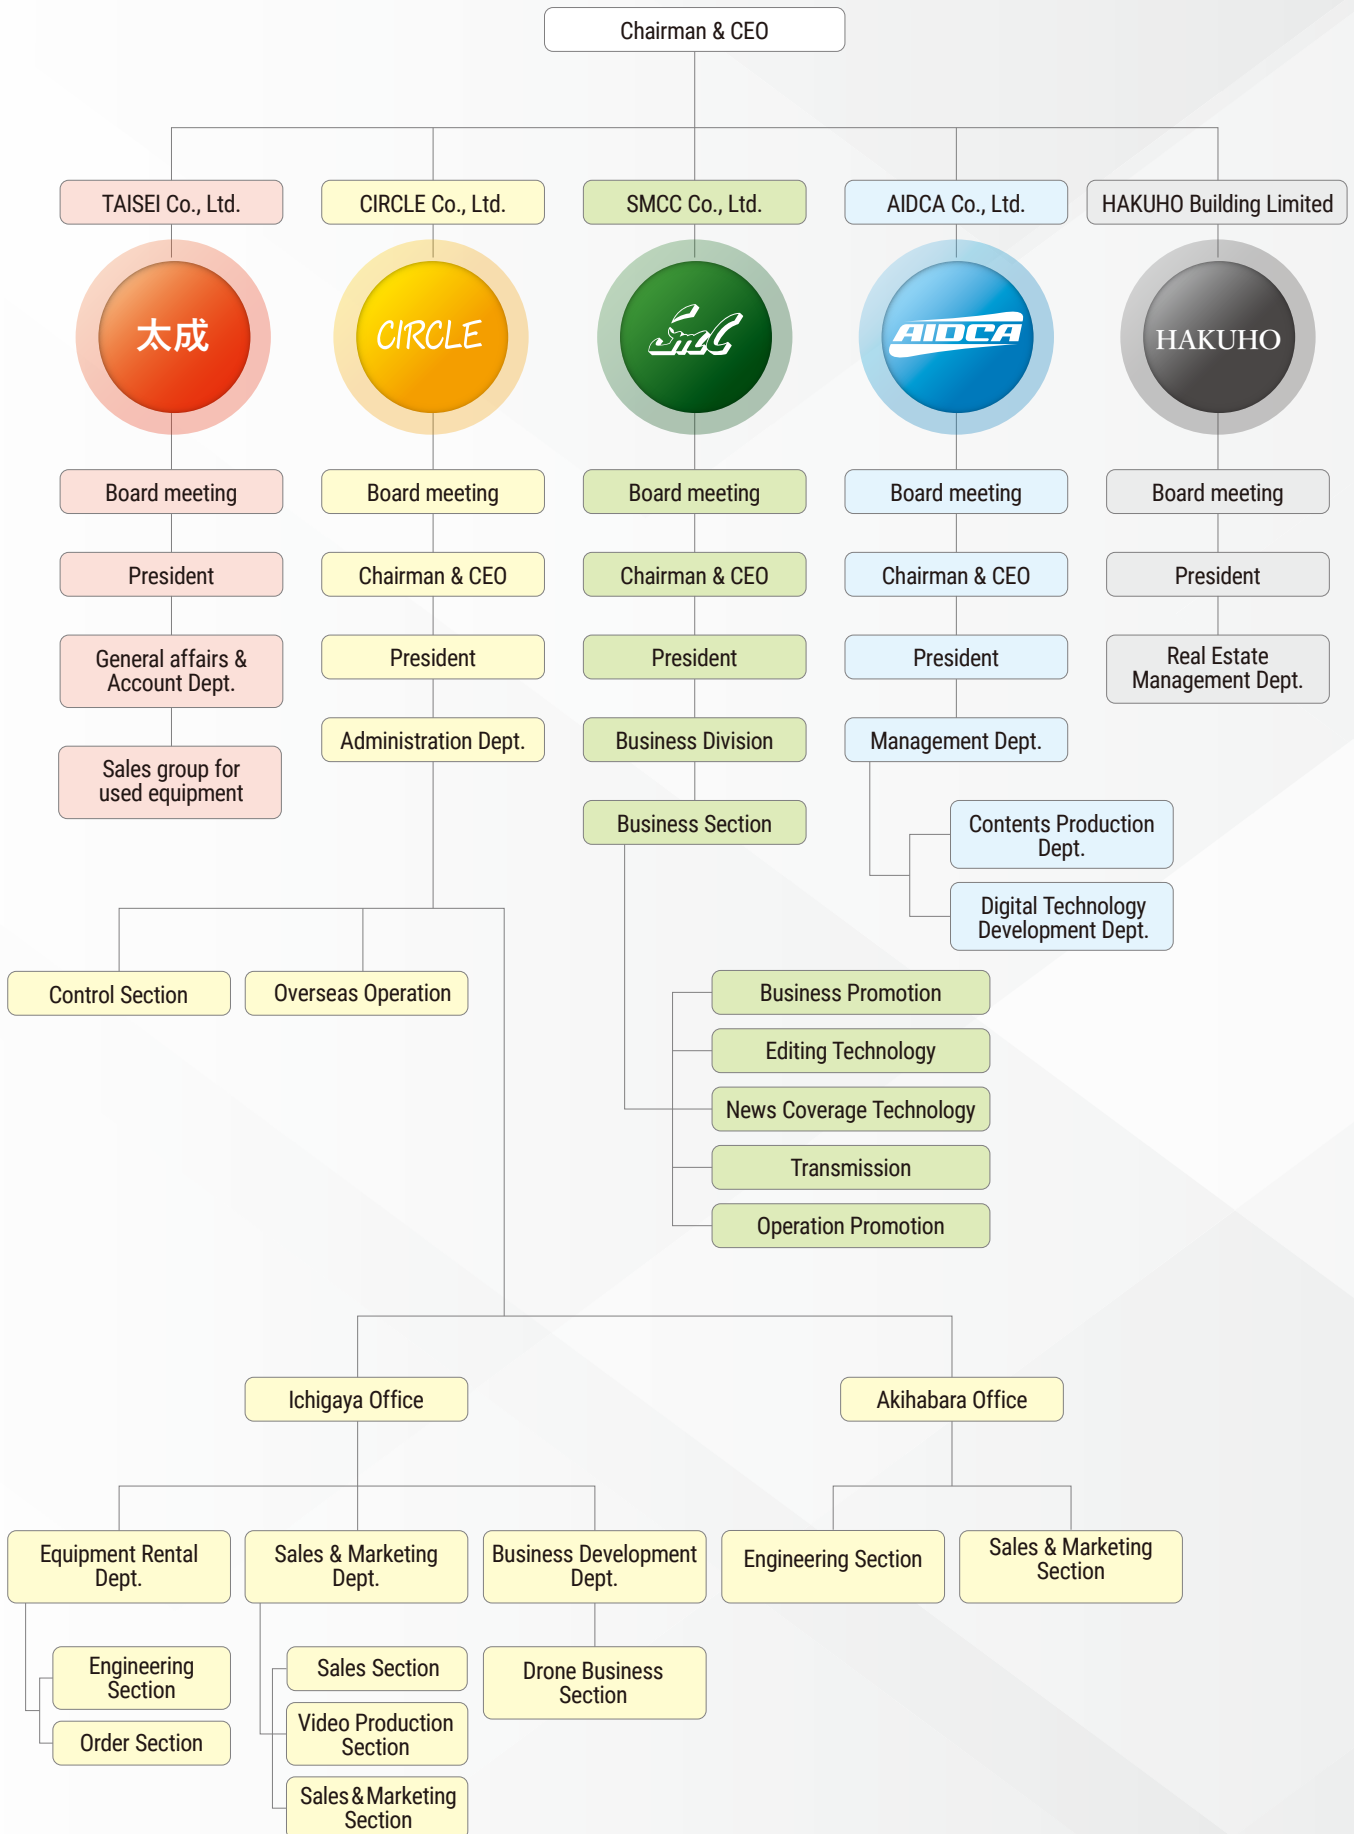 Chairman & CEO
TAISEI Co., Ltd.
CIRCLE Co., Ltd.
SMCC Co., Ltd.
AIDCA Co., Ltd.
HAKUHO Building Limited
太成
CIRCLE
SmcC
AIDCA
HAKUHO
Board meeting
Board meeting
Board meeting
Board meeting
Board meeting
President
Chairman & CEO
Chairman & CEO
Chairman & CEO
President
General affairs &
Account Dept.
President
President
President
Real Estate
Management Dept.
Sales group for
used equipment
Administration Dept.
Business Division
Management Dept.
Business Section
Contents Production
Dept.
Digital Technology
Development Dept.
Control Section
Overseas Operation
Business Promotion
Editing Technology
News Coverage Technology
Transmission
Operation Promotion
Ichigaya Office
Akihabara Office
Equipment Rental
Dept.
Sales & Marketing
Dept.
Business Development
Dept.
Engineering Section
Sales & Marketing
Section
Engineering
Section
Order Section
Sales Section
Video Production
Section
Sales & Marketing
Section
Drone Business
Section